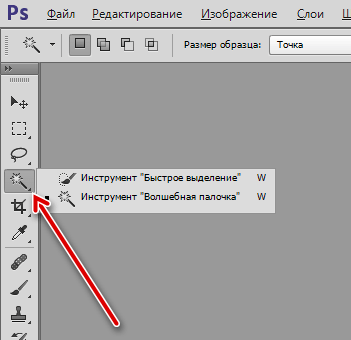 Ps Файл Редактирование Изображение Слои
Размер образца: Точка
Инструмент "Быстрое выделение" W
Инструмент "Волшебная палочка" W